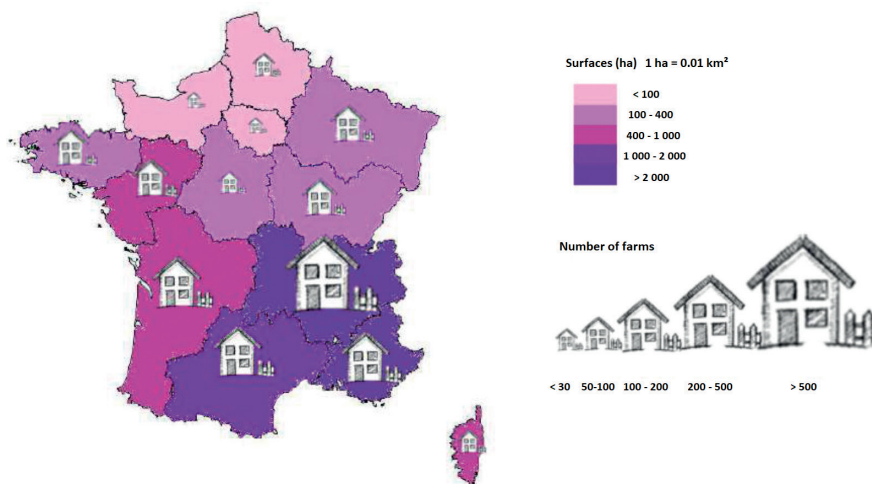 Surfaces (ha) 1 ha = 0.01 km²
< 100
100 - 400
400 - 1 000
1 000 - 2 000
> 2 000
Number of farms
< 30 50-100 100 - 200 200 - 500 > 500